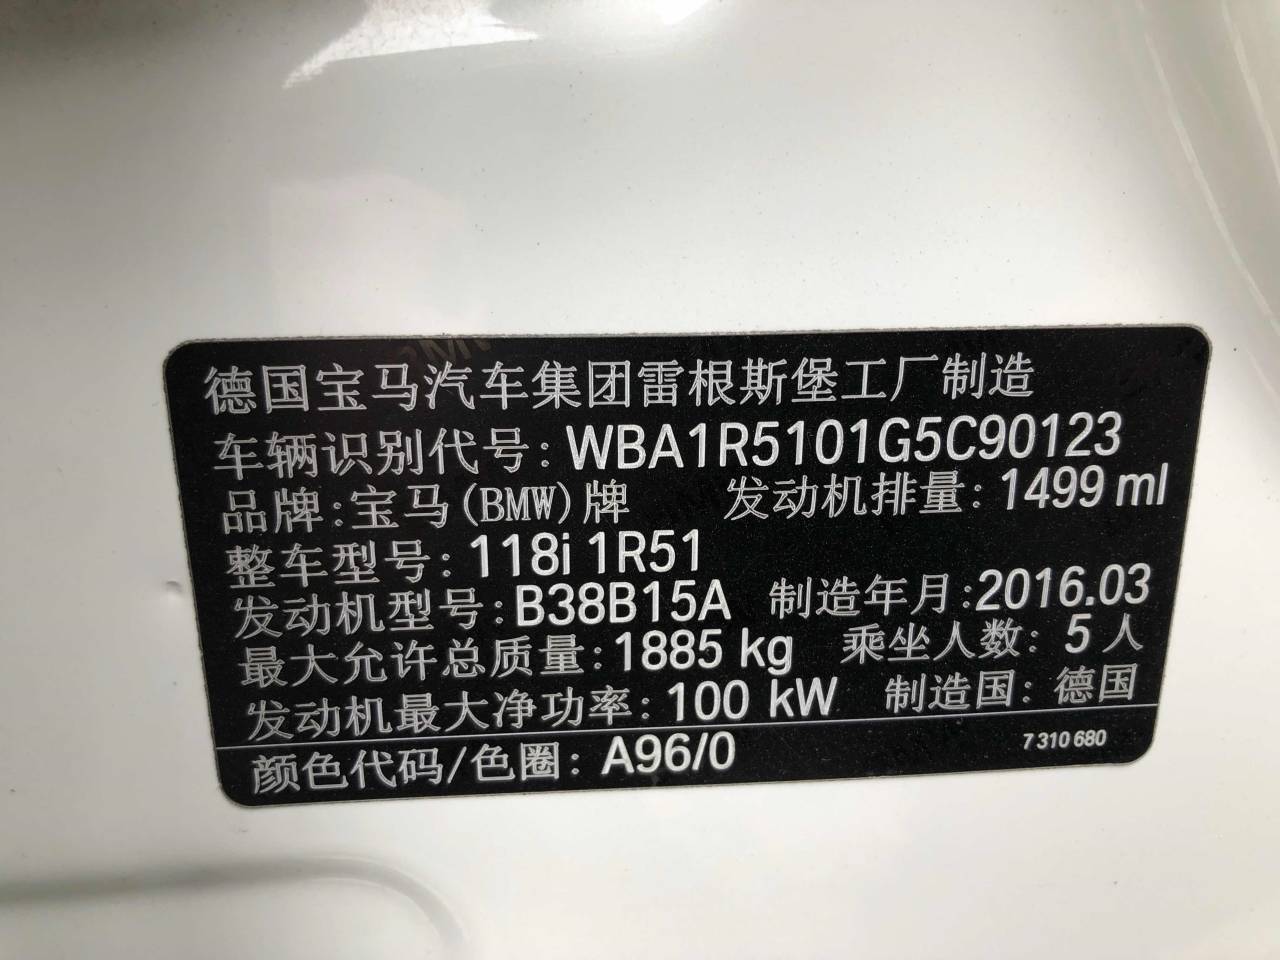 德国宝马汽车集团雷根斯堡工厂制造
车辆识别代号: WBA1R5101G5C90123
品牌:宝马(BMW)牌 发动机排量: 1499 ml
整车型号: 118i 1R51
发动机型号: B38B15A 制造年月:2016.03
最大允许总质量: 1885 kg 乘坐人数: 5 人
发动机最大净功率: 100 kW 制造国: 德国
颜色代码/色圈: A96/0 7 310 680